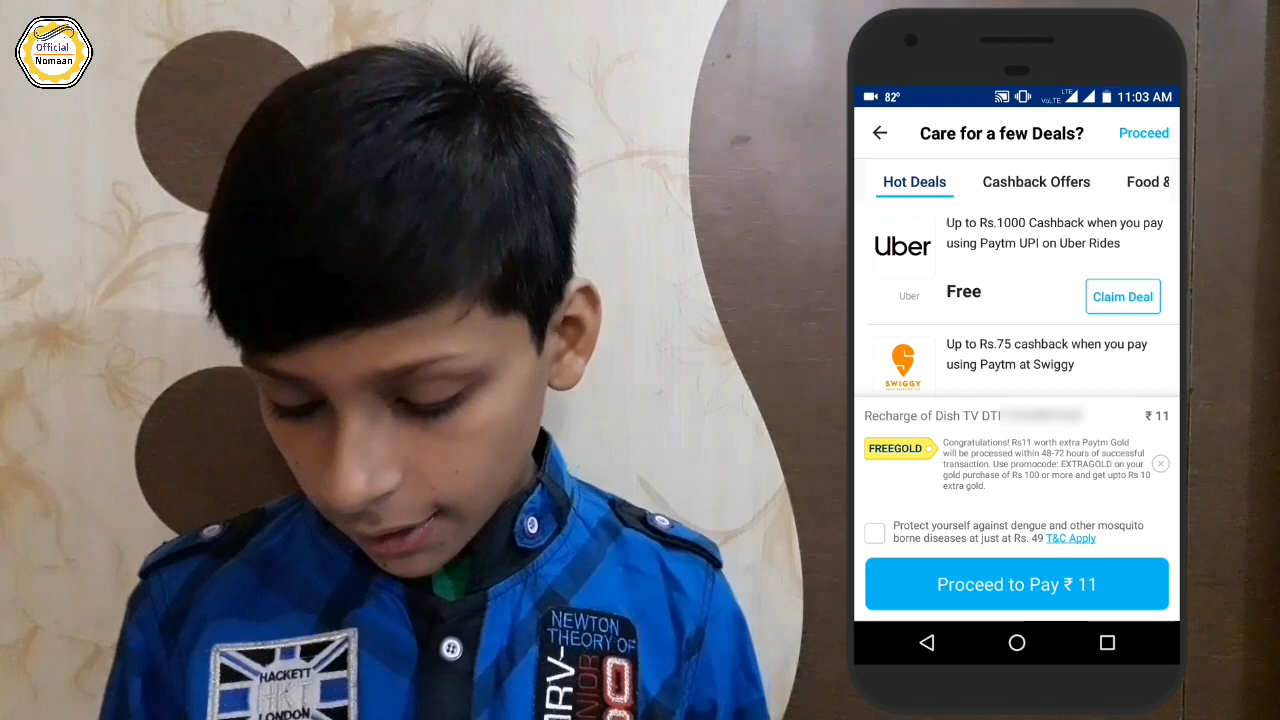 Official
Nomaan
82°
LTE
VoLTE
11:03 AM
Care for a few Deals?
Proceed
Hot Deals
Cashback Offers
Food &
Uber
Up to Rs.1000 Cashback when you pay
using Paytm UPI on Uber Rides
Uber
Free
Claim Deal
SWIGGY
Up to Rs.75 cashback when you pay
using Paytm at Swiggy
Recharge of Dish TV DT
₹ 11
FREEGOLD
Congratulations! Rs11 worth extra Paytm Gold
will be processed within 48-72 hours of successful
transaction. Use promocode: EXTRAGOLD on your
gold purchase of Rs 100 or more and get upto Rs 10
extra gold.
Protect yourself against dengue and other mosquito
borne diseases at just at Rs. 49 T&C Apply
Proceed to Pay ₹ 11
HACKETT
HKT
LONDON
NEWTON
THEORY OF